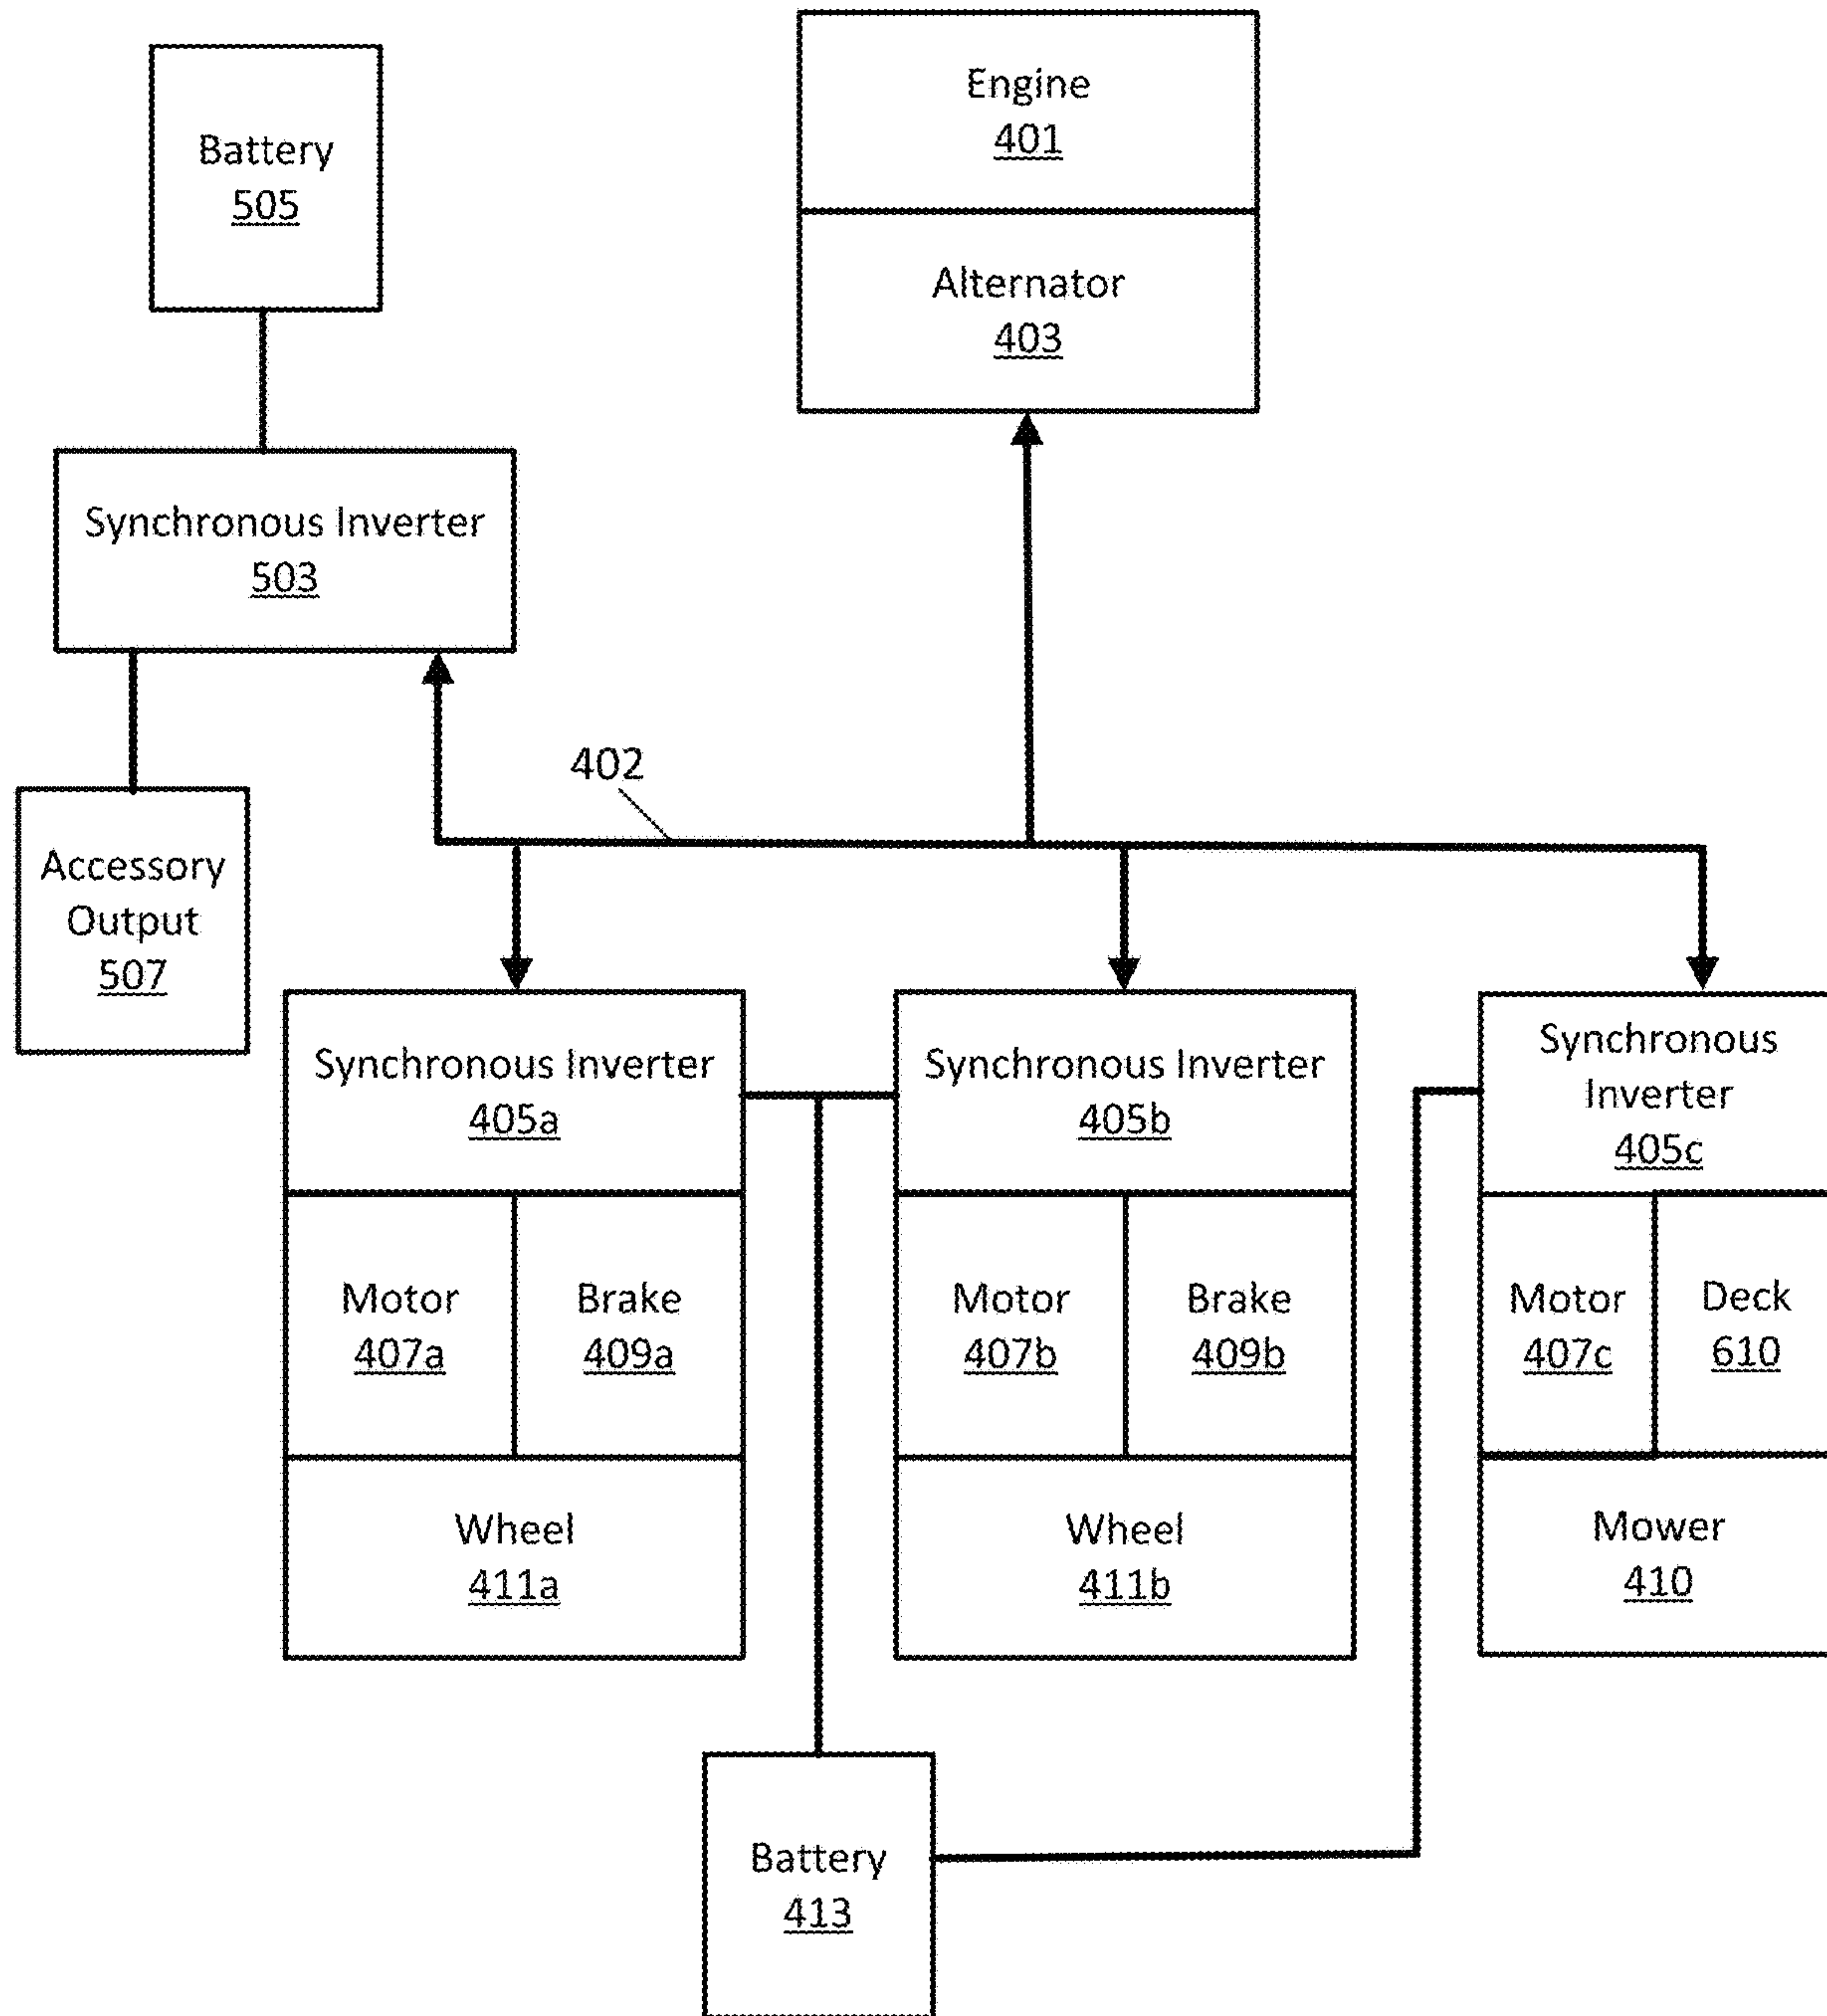 Engine
401
Battery
505
Alternator
403
Synchronous Inverter
503
402
Accessory
Output
507
Synchronous Inverter
405a
Synchronous Inverter
405b
Synchronous
Inverter
405c
Motor
407a
Brake
409a
Motor
407b
Brake
409b
Motor
407c
Deck
610
Wheel
411a
Wheel
411b
Mower
410
Battery
413